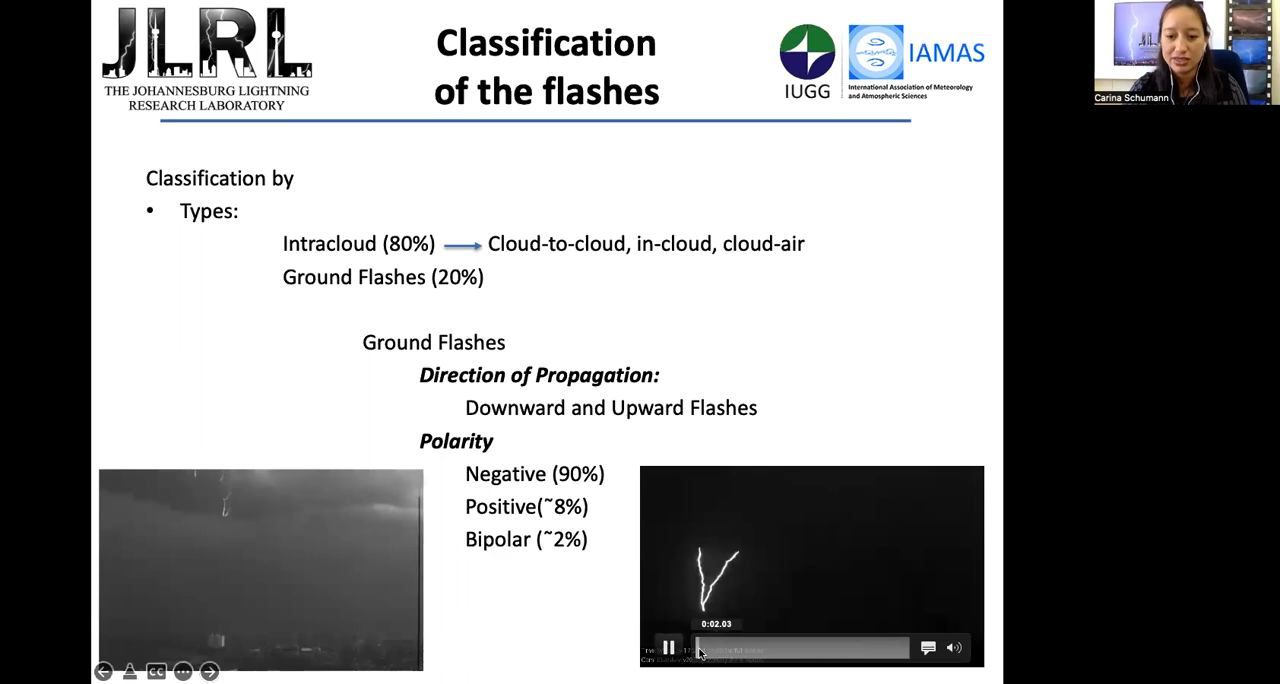 JLRL
THE JOHANNESBURG LIGHTNING
RESEARCH LABORATORY
Classification
of the flashes
IUGG
IAMAS
International Association of Meteorology
and Atmospheric Sciences
Carina Schumann
Classification by
• Types:
Intracloud (80%) → Cloud-to-cloud, in-cloud, cloud-air
Ground Flashes (20%)
Ground Flashes
Direction of Propagation:
Downward and Upward Flashes
Polarity
Negative (90%)
Positive(~8%)
Bipolar (~2%)
0:02.03
CC